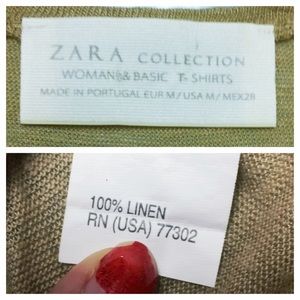 ZARA COLLECTION
WOMAN & BASIC T-SHIRTS
MADE IN PORTUGAL EUR M / USA M / MEX28
100% LINEN
RN (USA) 77302